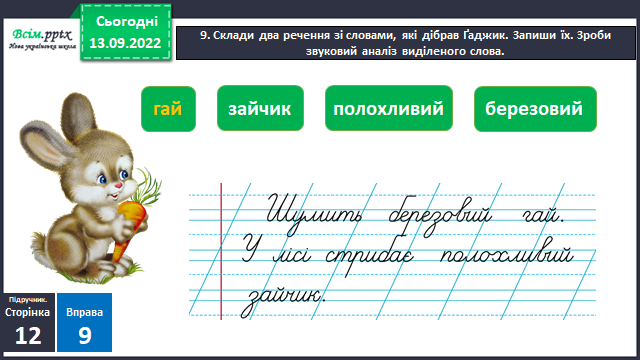 Всім.pptx
Нова українська школа
Сьогодні
13.09.2022
9. Склади два речення зі словами, які дібрав Ґаджик. Запиши їх. Зроби
звуковий аналіз виділеного слова.
гай зайчик полохливий березовий
Шумить березовий гай.
У лісі стрибає полохливий
зайчик.
Підручник.
Сторінка
12
Вправа
9